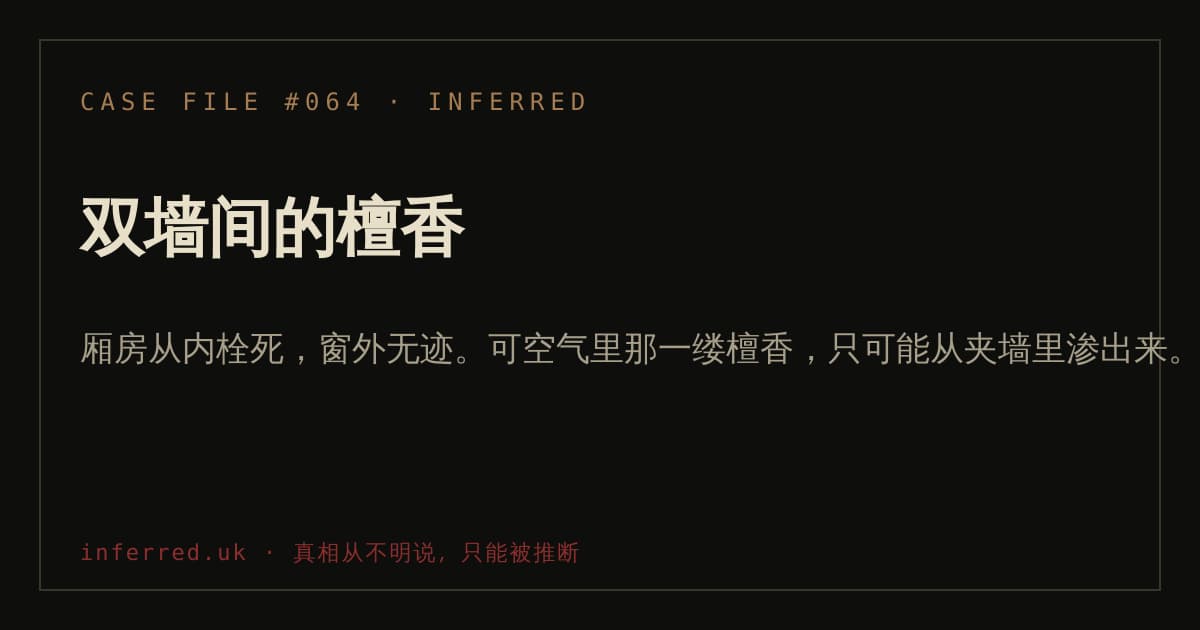 CASE FILE #064 · INFERRED
双墙间的檀香
厢房从内栓死，窗外无迹。可空气里那一缕檀香，只可能从夹墙里渗出来。
inferred.uk · 真相从不明说，只能被推断